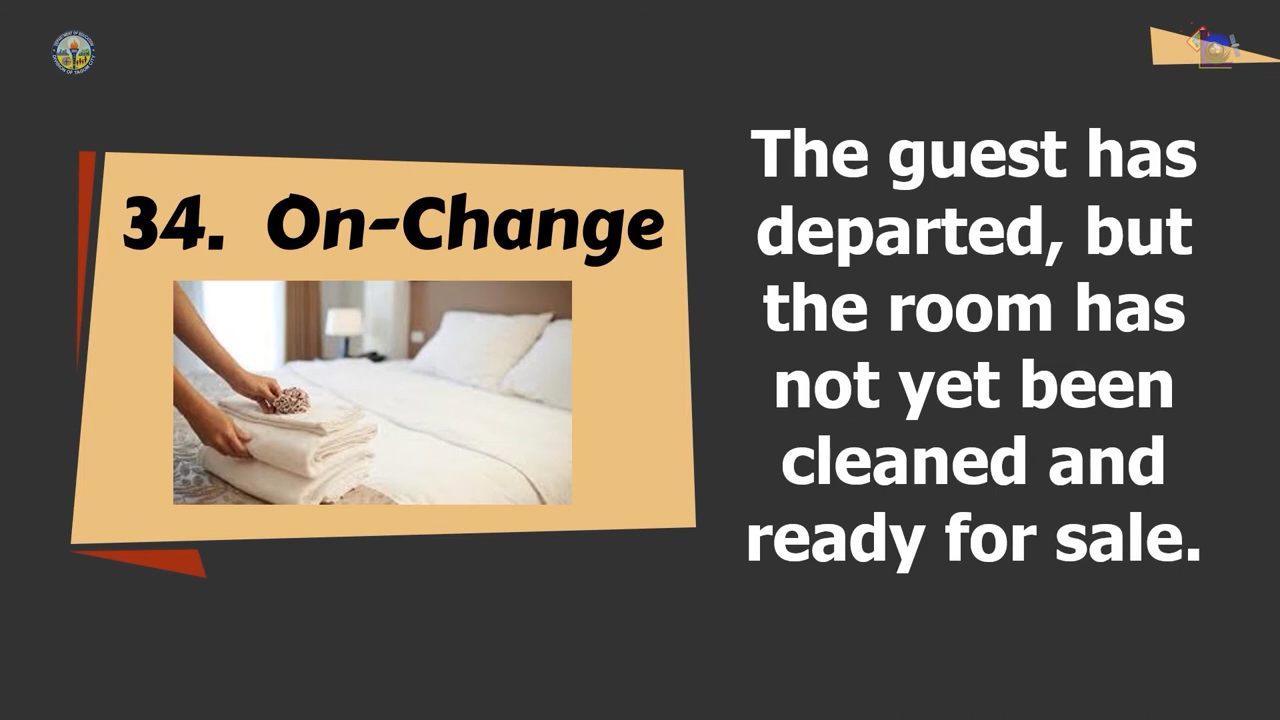 34. On-Change
The guest has
departed, but
the room has
not yet been
cleaned and
ready for sale.